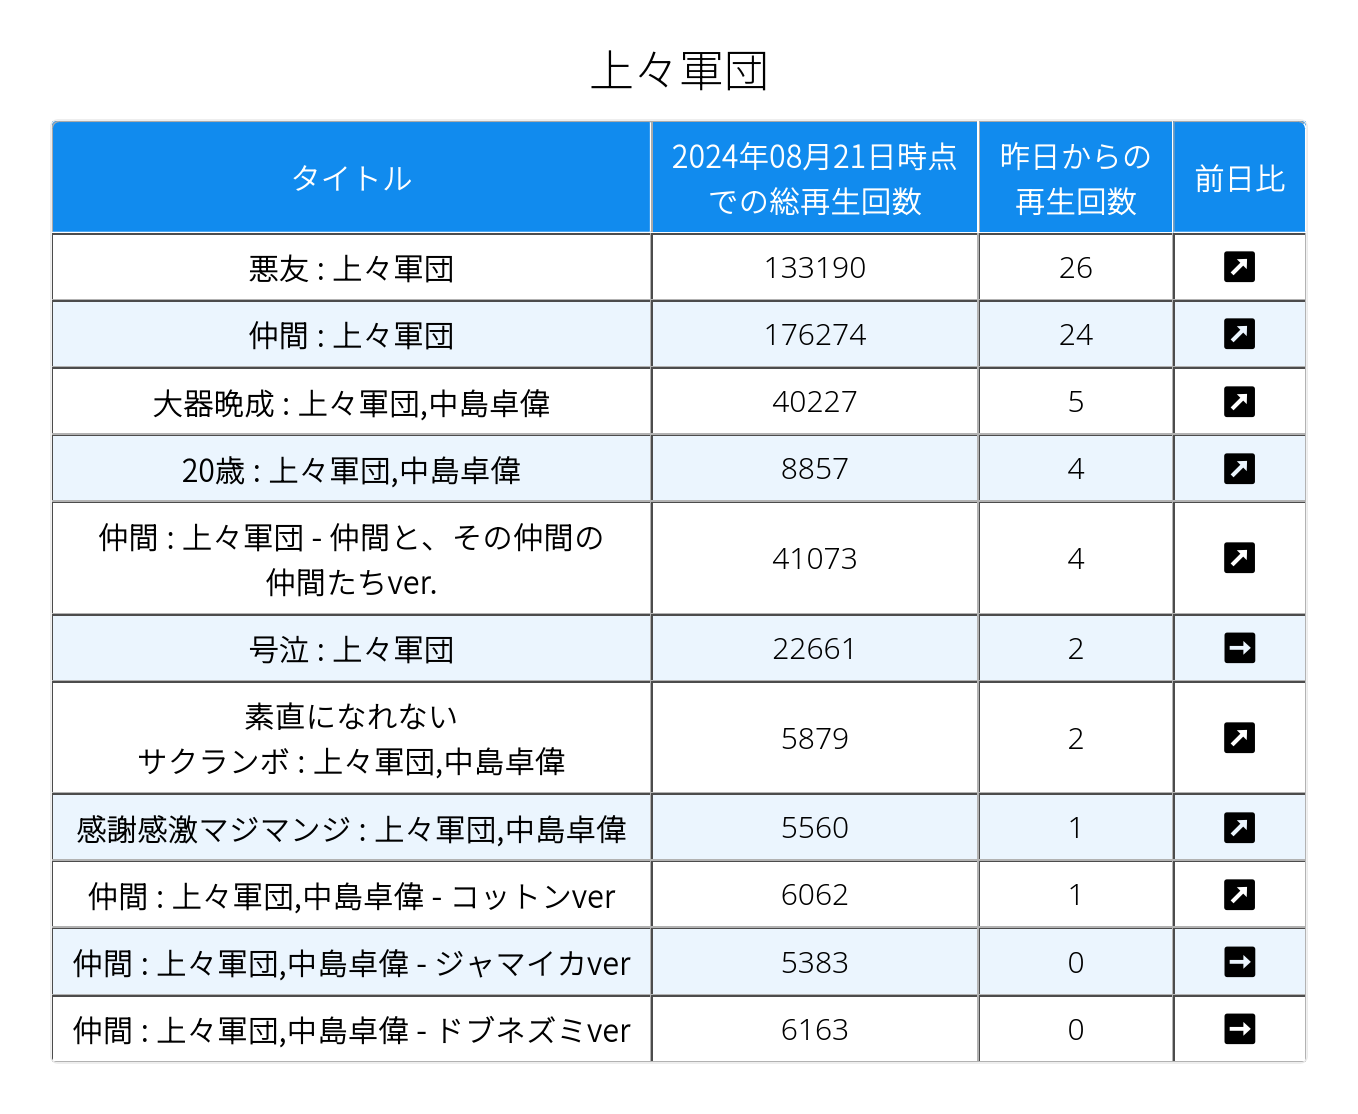 上々軍団
タイトル
2024年08月21日時点
での総再生回数
昨日からの
再生回数
前日比
悪友 : 上々軍団
133190
26
仲間 : 上々軍団
176274
24
大器晩成 : 上々軍団,中島卓偉
40227
5
20歳 : 上々軍団,中島卓偉
8857
4
仲間 : 上々軍団 - 仲間と、その仲間の
仲間たちver.
41073
4
号泣 : 上々軍団
22661
2
素直になれない
サクランボ : 上々軍団,中島卓偉
5879
2
感謝感激マジマンジ : 上々軍団,中島卓偉
5560
1
仲間 : 上々軍団,中島卓偉 - コットンver
6062
1
仲間 : 上々軍団,中島卓偉 - ジャマイカver
5383
0
仲間 : 上々軍団,中島卓偉 - ドブネズミver
6163
0